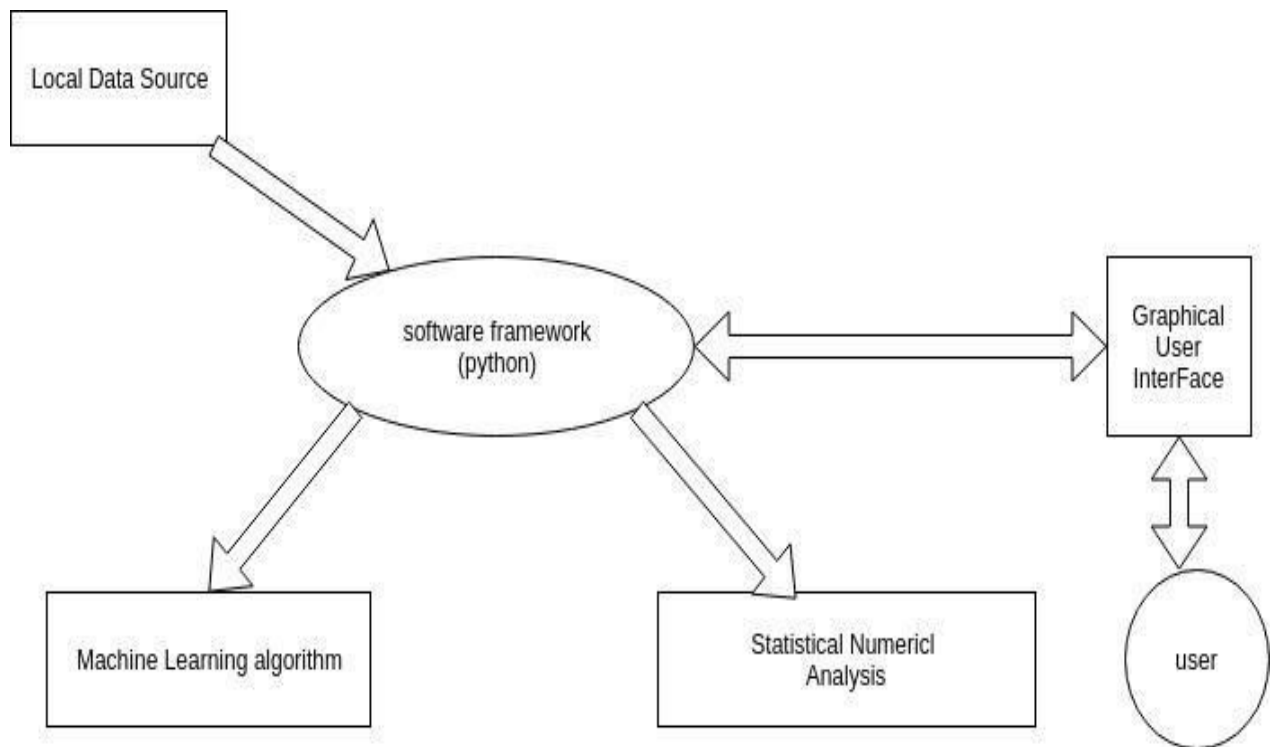 Local Data Source
software framework
(python)
Graphical
User
InterFace
Machine Learning algorithm
Statistical Numericl
Analysis
user